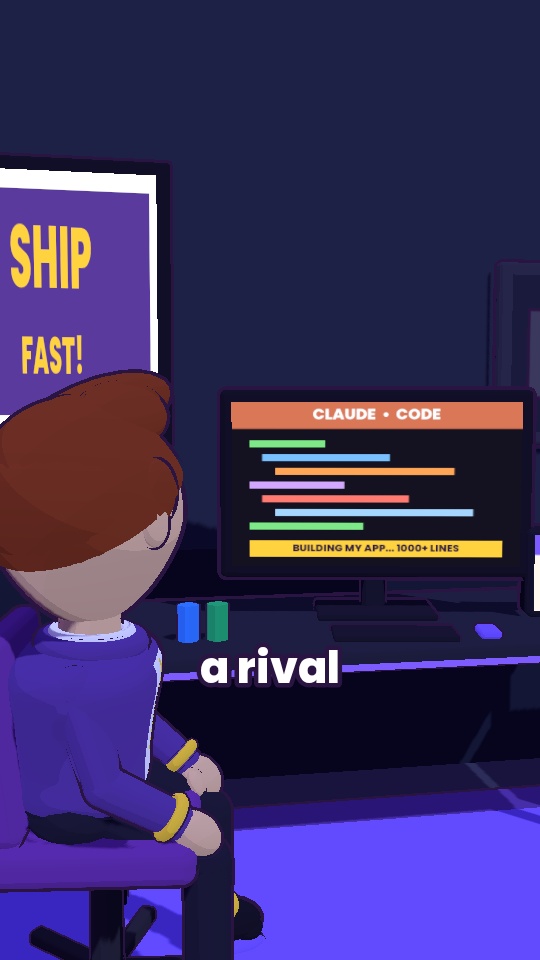 SHIP
FAST!
CLAUDE • CODE
BUILDING MY APP... 1000+ LINES
a rival